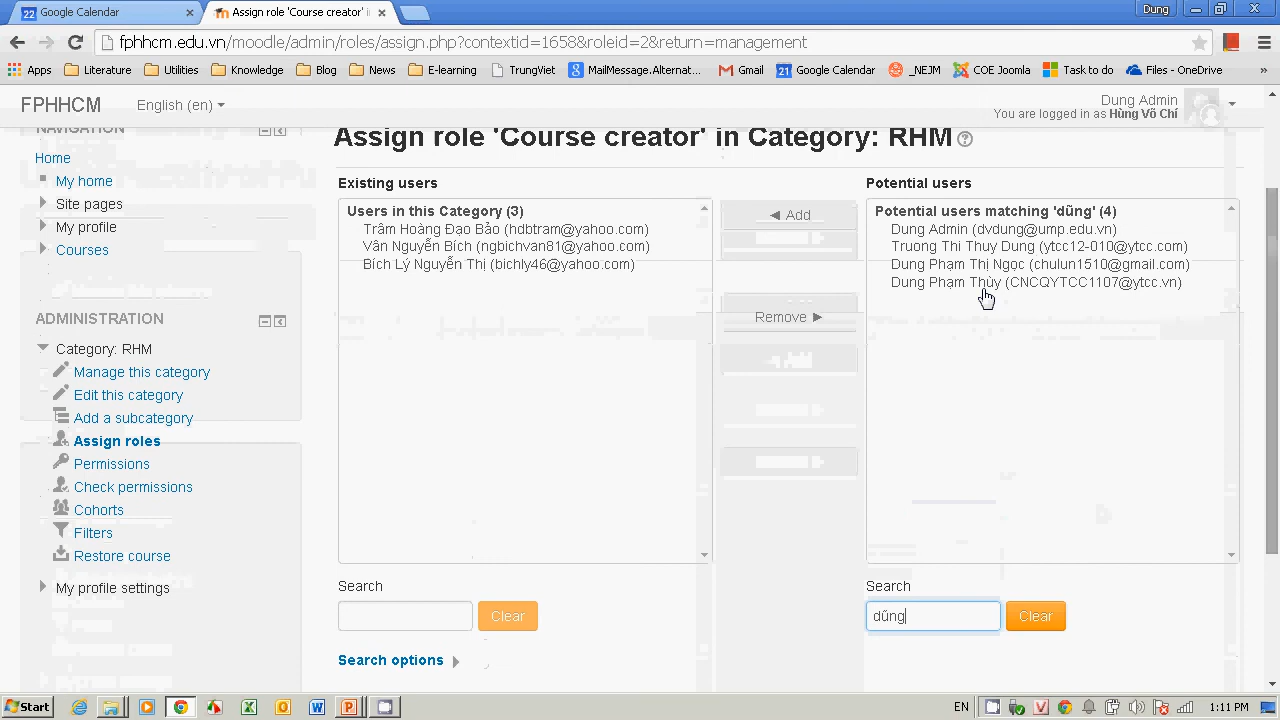 Google Calendar
Assign role 'Course creator' i
Dung
fphhcm.edu.vn/moodle/admin/roles/assign.php?contextid=1658&roleid=2&return=management
Apps
Literature
Utilities
Knowledge
Blog
News
E-learning
TrungViet
MailMessage.Alternat...
Gmail
Google Calendar
_NEJM
COE Joomla
Task to do
Files - OneDrive
»
FPHHCM
English (en)
Dung Admin
You are logged in as Hùng Võ Chí
NAVIGATION
Home
My home
Site pages
My profile
Courses
ADMINISTRATION
Category: RHM
Manage this category
Edit this category
Add a subcategory
Assign roles
Permissions
Check permissions
Cohorts
Filters
Restore course
My profile settings
Assign role 'Course creator' in Category: RHM
Existing users
Users in this Category (3)
Trâm Hoàng Đạo Bảo (hdbtram@yahoo.com)
Vân Nguyễn Bích (ngbichvan81@yahoo.com)
Bích Lý Nguyễn Thị (bichly46@yahoo.com)
◄ Add
Remove ►
Potential users
Potential users matching 'dũng' (4)
Dung Admin (dvdung@ump.edu.vn)
Truong Thi Thuy Dung (ytcc12-010@ytcc.com)
Dung Phạm Thị Ngọc (chulun1510@gmail.com)
Dung Phạm Thùy (CNCQYTCC1107@ytcc.vn)
Search
Clear
Search options
Search
dũng
Clear
Start
EN
1:11 PM